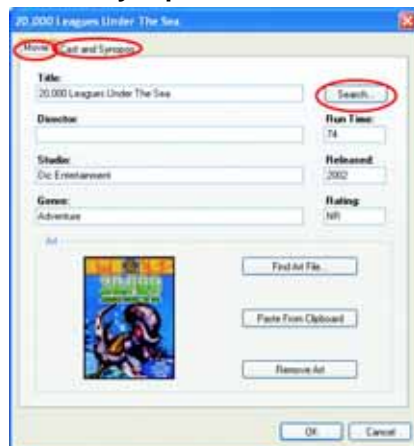 20,000 Leagues Under The Sea
Movie Cast and Synopsis
Title:
20,000 Leagues Under The Sea
Search...
Director: Run Time:
74
Studio: Released:
Dic Entertainment 2002
Genre: Rating:
Adventure NR
Art
Find Art File...
Paste From Clipboard
Remove Art
OK Cancel